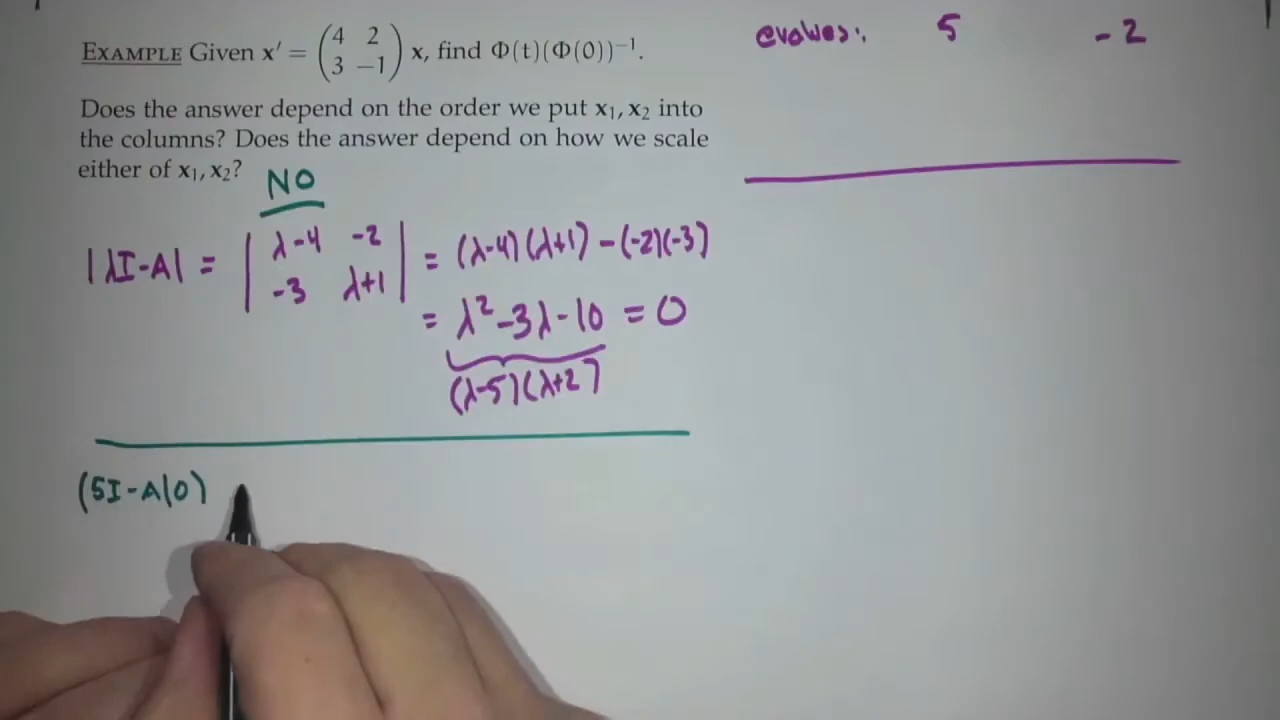 EXAMPLE Given x′ = (4 2
3 −1) x, find Φ(t)(Φ(0))⁻¹.
Does the answer depend on the order we put x₁, x₂ into
the columns? Does the answer depend on how we scale
either of x₁, x₂?
NO
|λI-A| = | λ-4 -2
-3 λ+1 | = (λ-4)(λ+1) - (-2)(-3)
= λ² - 3λ - 10 = 0
(λ-5)(λ+2)
(5I-A|0)
evalues: 5 -2